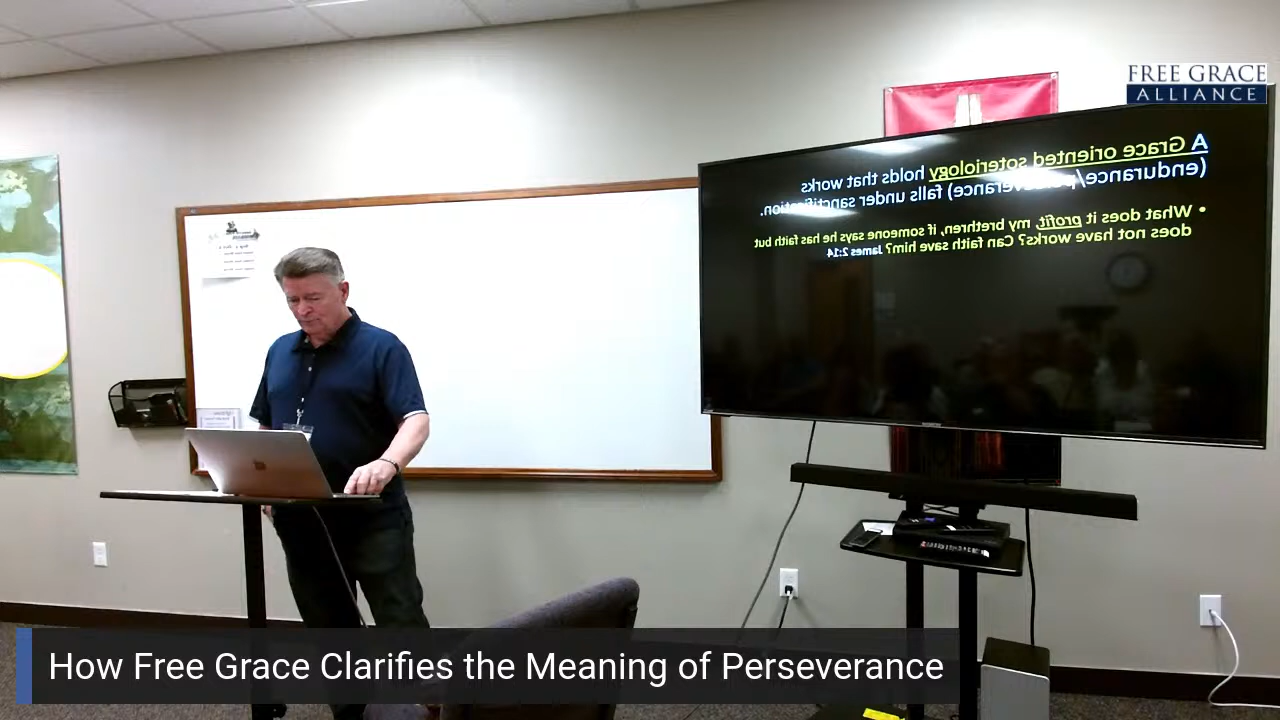 FREE GRACE
ALLIANCE
A Grace oriented soteriology holds that works
(endurance/perseverance) (falls under sanctification.
• What does it profit, my brethren, if someone says he has faith but
does not have works? Can faith save him? James 2:14
How Free Grace Clarifies the Meaning of Perseverance